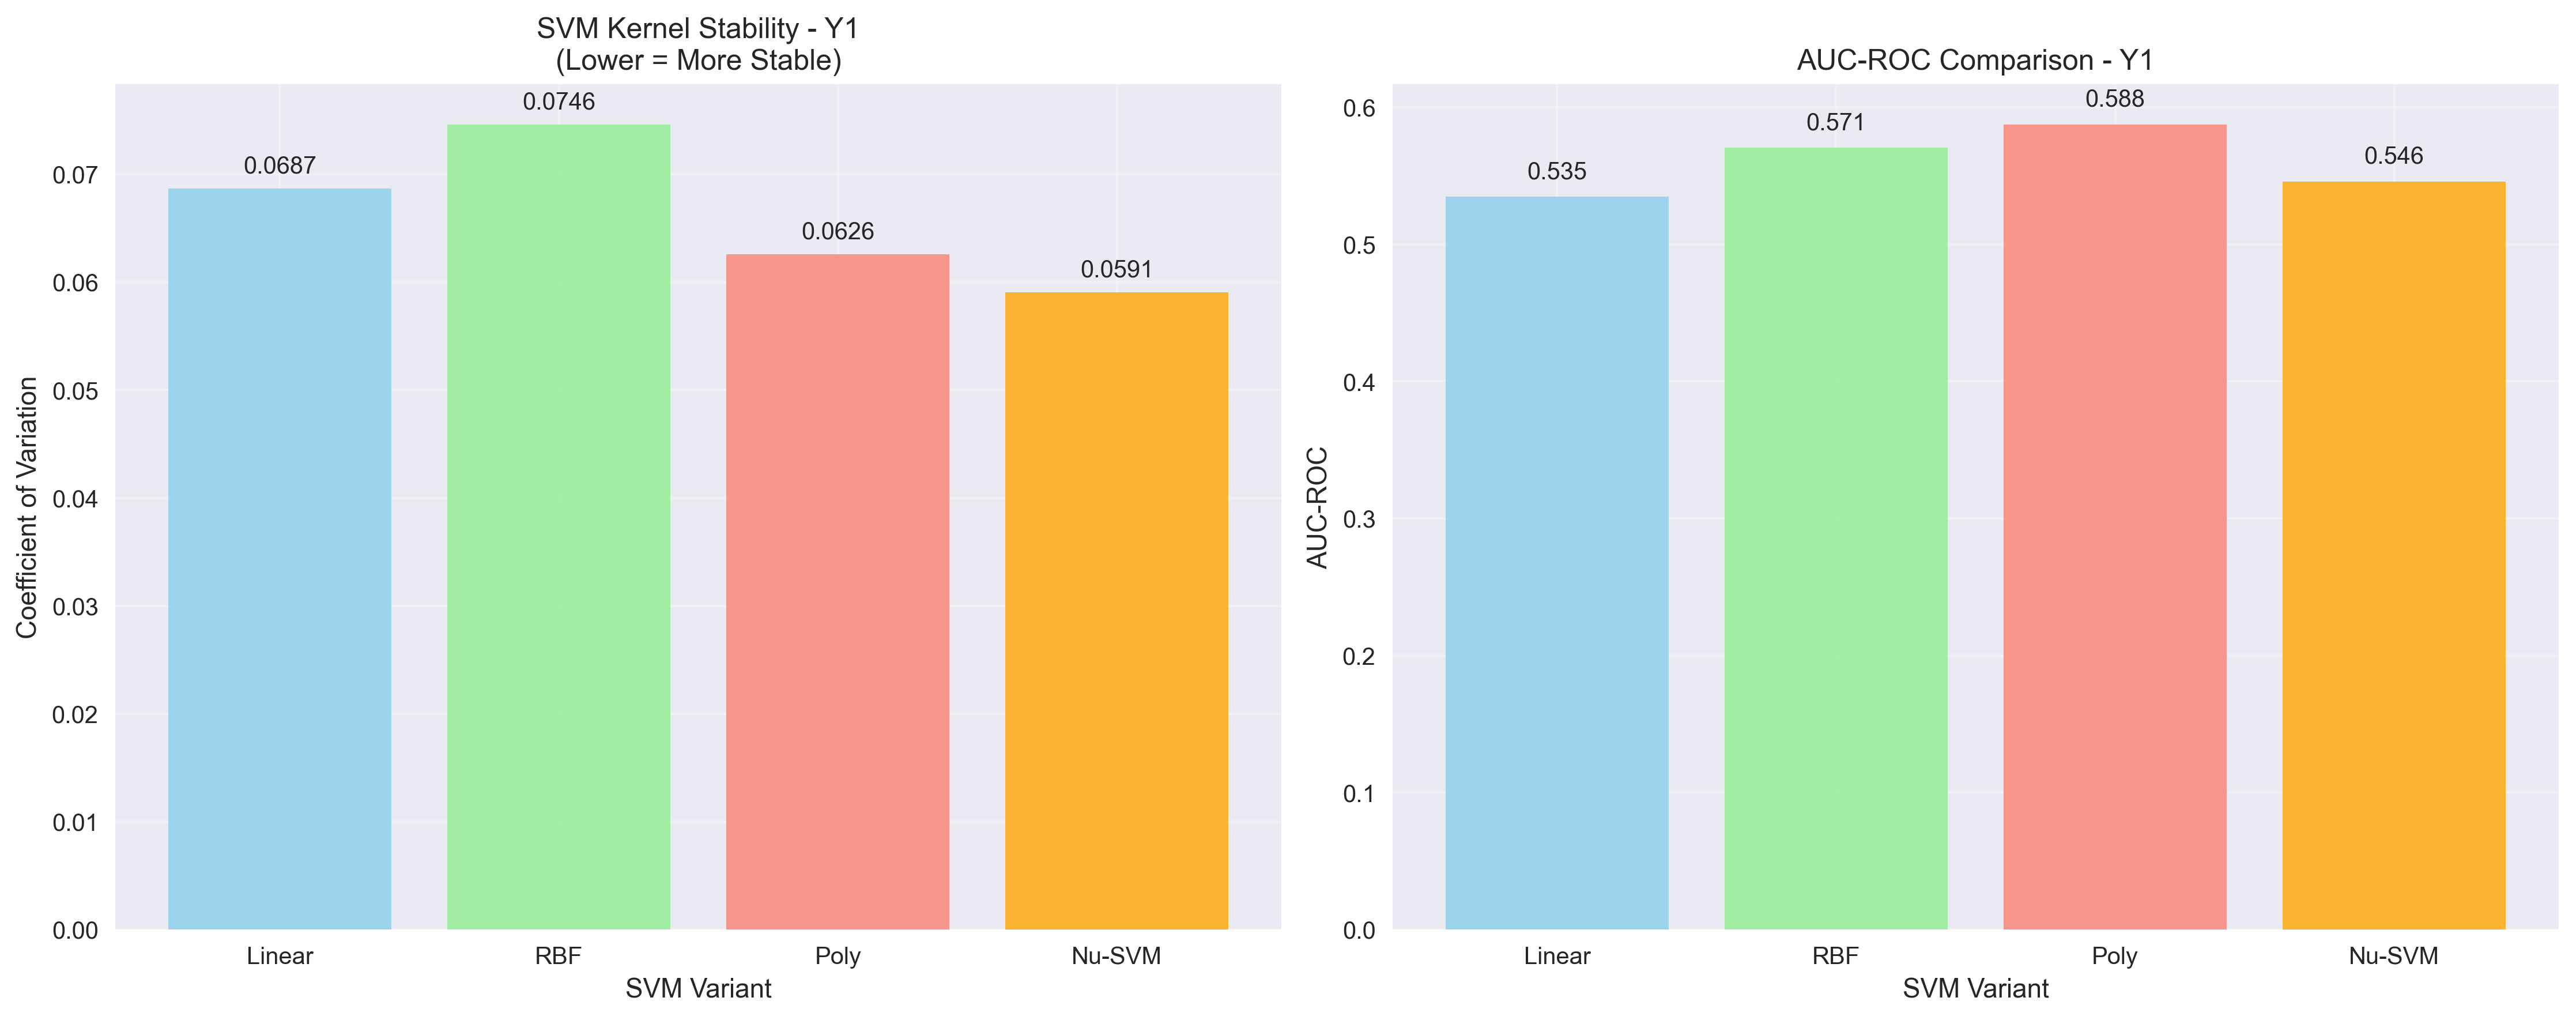 SVM Kernel Stability - Y1
(Lower = More Stable)
0.0687
0.0746
0.0626
0.0591
0.07
0.06
0.05
0.04
0.03
0.02
0.01
0.00
Coefficient of Variation
Linear
RBF
Poly
Nu-SVM
SVM Variant
AUC-ROC Comparison - Y1
0.535
0.571
0.588
0.546
0.6
0.5
0.4
0.3
0.2
0.1
0.0
AUC-ROC
Linear
RBF
Poly
Nu-SVM
SVM Variant